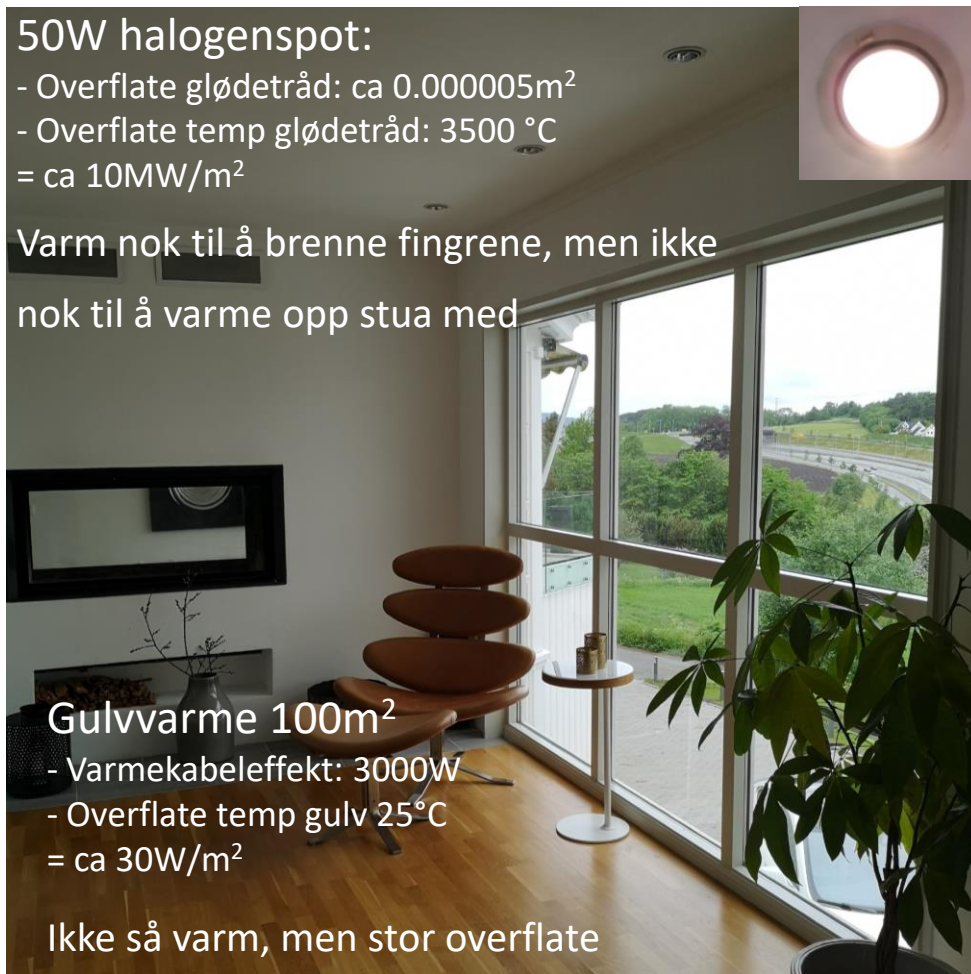 50W halogenspot:
- Overflate glødetråd: ca 0.000005m²
- Overflate temp glødetråd: 3500 °C
= ca 10MW/m²
Varm nok til å brenne fingrene, men ikke
nok til å varme opp stua med
Gulvvarme 100m²
- Varmekabeleffekt: 3000W
- Overflate temp gulv 25°C
= ca 30W/m²
Ikke så varm, men stor overflate